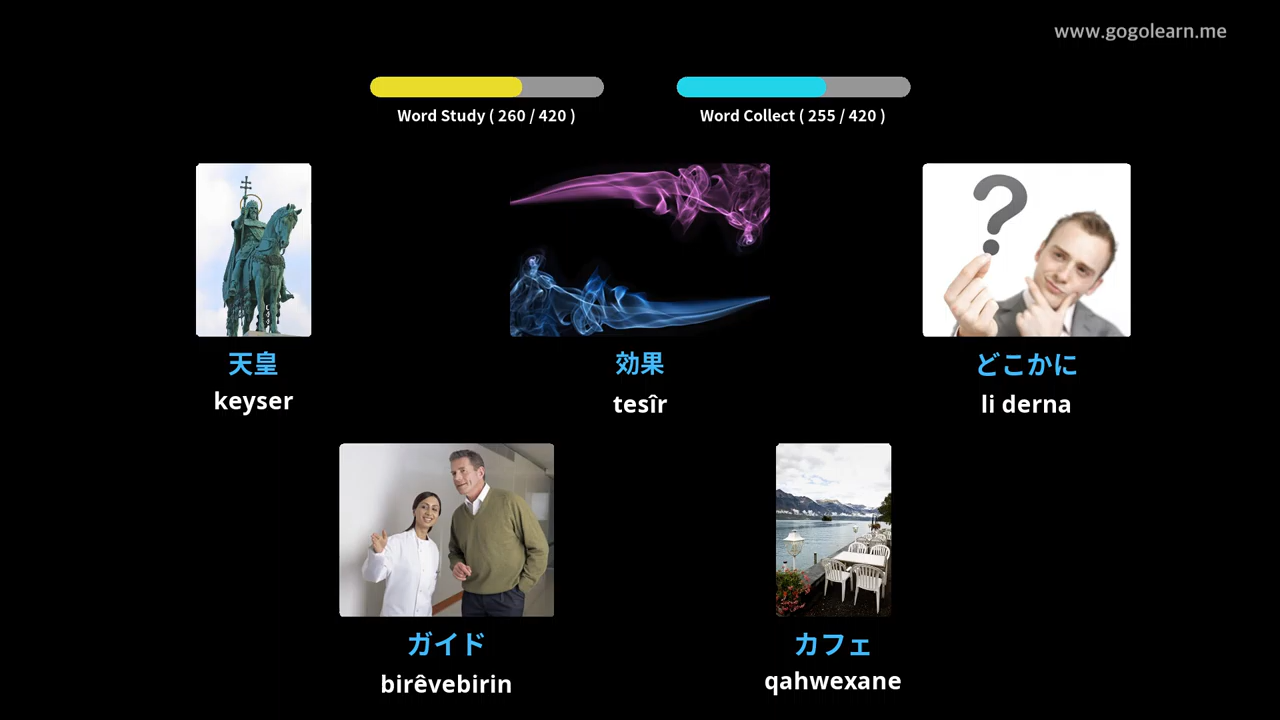 www.gogolearn.me
Word Study ( 260 / 420 )
Word Collect ( 255 / 420 )
天皇
keyser
効果
tesîr
どこかに
li derna
ガイド
birêvebirin
カフェ
qahwexane